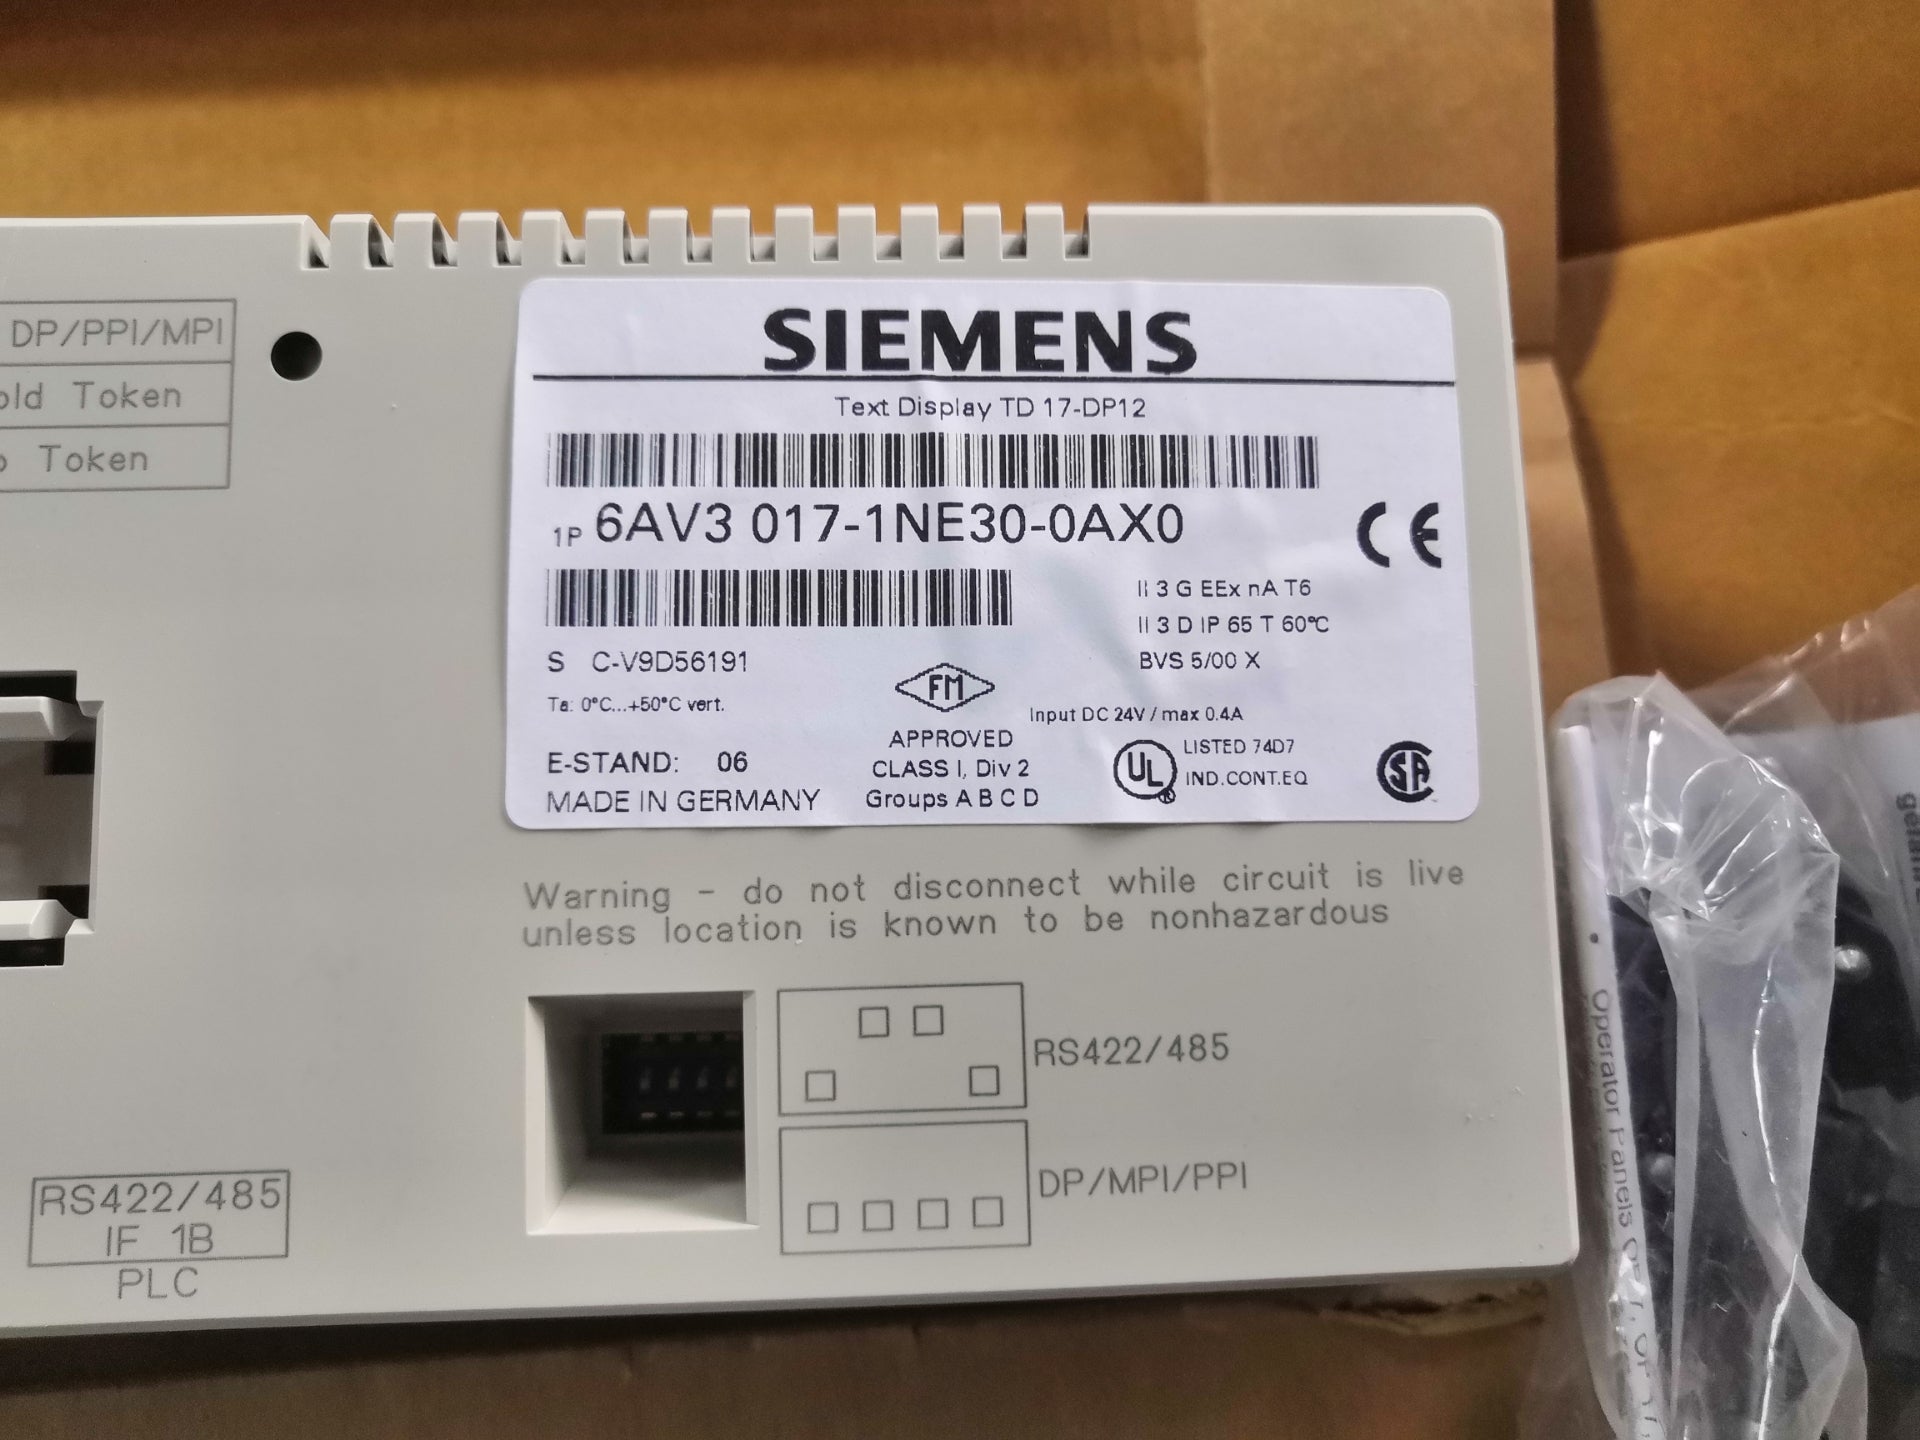 DP/PPI/MPI
Token
Token
SIEMENS
Text Display TD 17-DP12
1P 6AV3 017-1NE30-0AX0
II 3 G EEx nA T6
II 3 D IP 65 T 60°C
BVS 5/00 X
S C-V9D56191
Ta: 0°C...+50°C vert.
FM
Input DC 24V / max 0.4A
APPROVED
CLASS I, Div 2
Groups A B C D
E-STAND: 06
MADE IN GERMANY
UL
LISTED 74D7
IND.CONT.EQ
Warning - do not disconnect while circuit is live
unless location is known to be nonhazardous
RS422/485
DP/MPI/PPI
RS422/485
IF 1B
PLC
Operator Panels